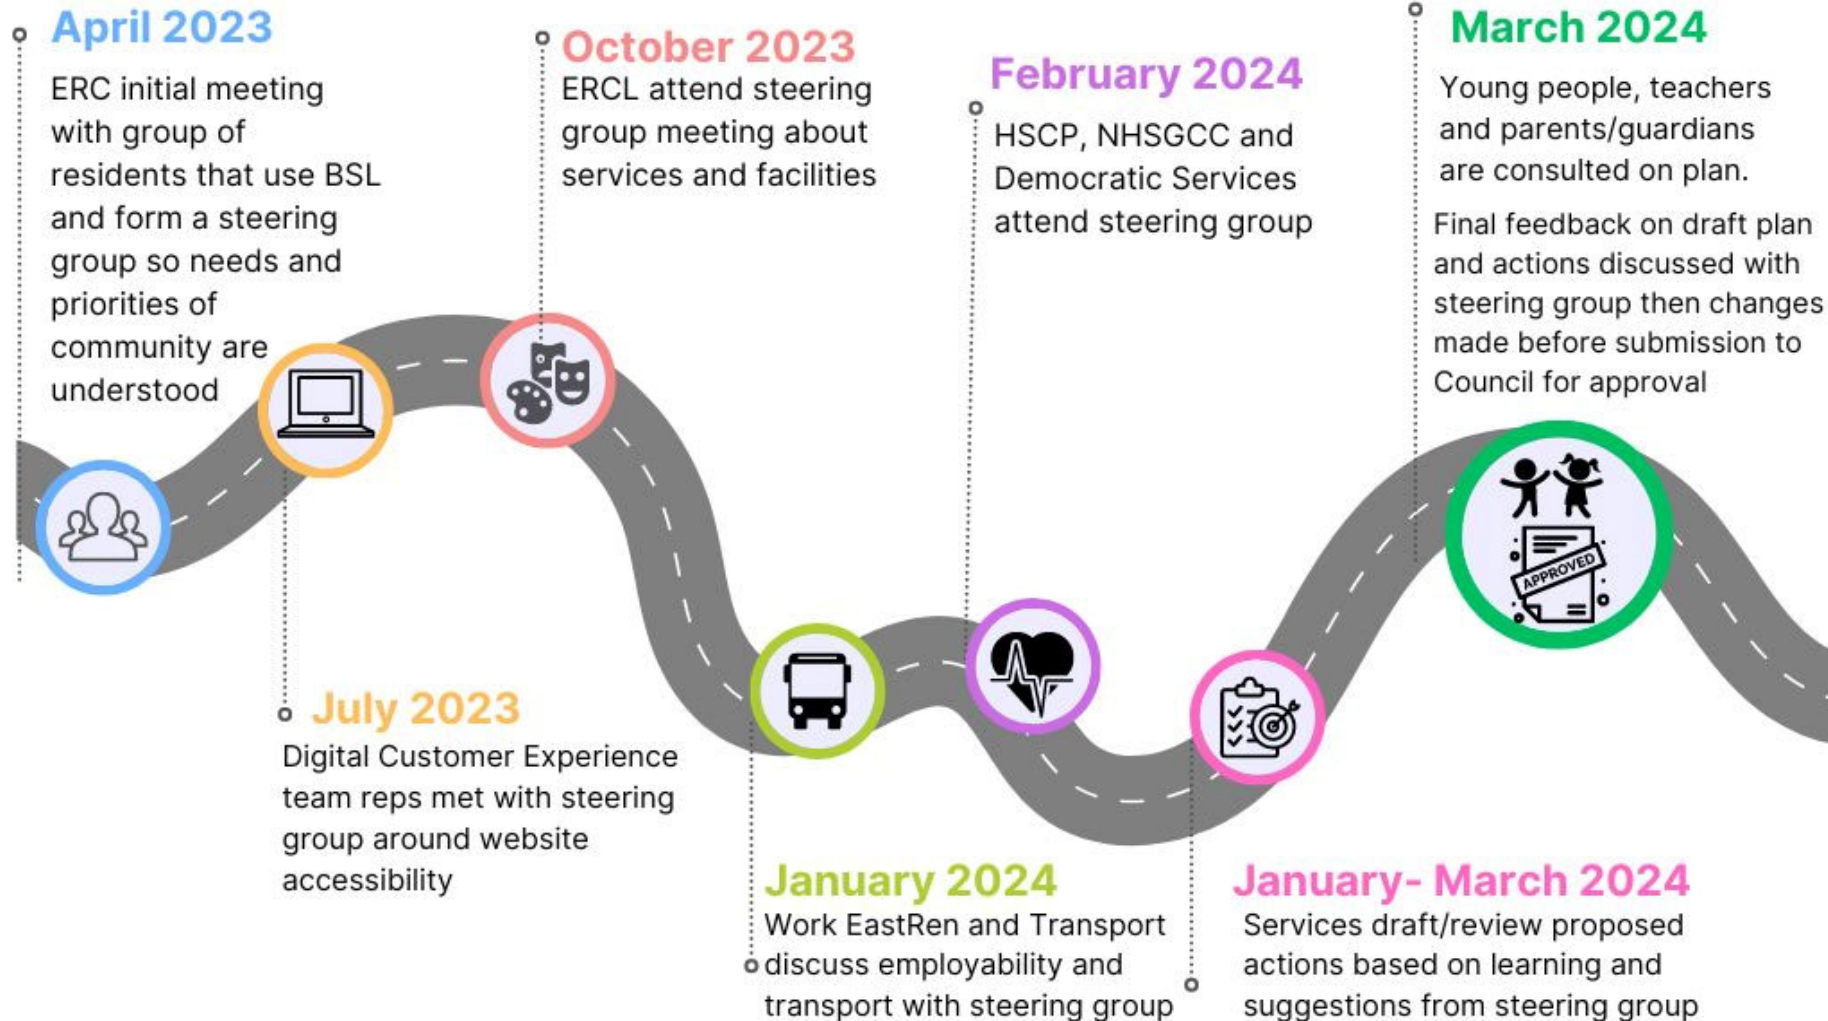 April 2023
ERC initial meeting
with group of
residents that use BSL
and form a steering
group so needs and
priorities of
community are
understood
July 2023
Digital Customer Experience
team reps met with steering
group around website
accessibility
October 2023
ERCL attend steering
group meeting about
services and facilities
January 2024
Work EastRen and Transport
discuss employability and
transport with steering group
February 2024
HSCP, NHSGCC and
Democratic Services
attend steering group
January- March 2024
Services draft/review proposed
actions based on learning and
suggestions from steering group
March 2024
Young people, teachers
and parents/guardians
are consulted on plan.
Final feedback on draft plan
and actions discussed with
steering group then changes
made before submission to
Council for approval
APPROVED